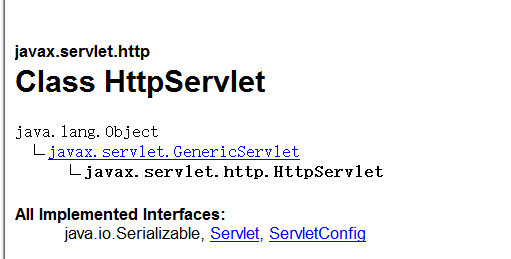 javax.servlet.http
Class HttpServlet
java.lang.Object
javax.servlet.GenericServlet
javax.servlet.http.HttpServlet
All Implemented Interfaces:
java.io.Serializable, Servlet, ServletConfig